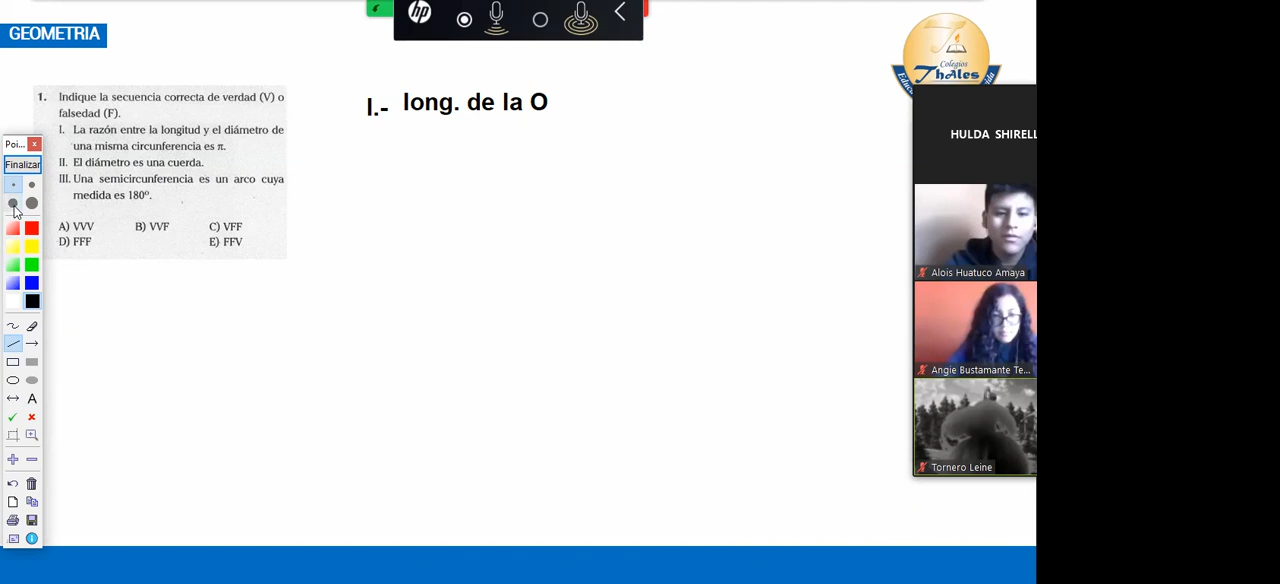 hp
GEOMETRIA
Colegios
Thales
1. Indique la secuencia correcta de verdad (V) o
falsedad (F).
I. La razón entre la longitud y el diámetro de
una misma circunferencia es π.
II. El diámetro es una cuerda.
III. Una semicircunferencia es un arco cuya
medida es 180º.
A) VVV B) VVF C) VFF
D) FFF E) FFV
I.- long. de la O
Poi...
Finalizar
A
HULDA SHIRELL
Alois Huatuco Amaya
Angie Bustamante Te...
Tornero Leine